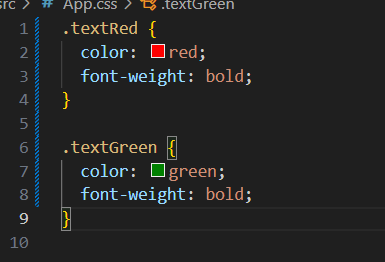 src > # App.css > .textGreen
1 .textRed {
2 color: red;
3 font-weight: bold;
4 }
5
6 .textGreen {
7 color: green;
8 font-weight: bold;
9 }
10